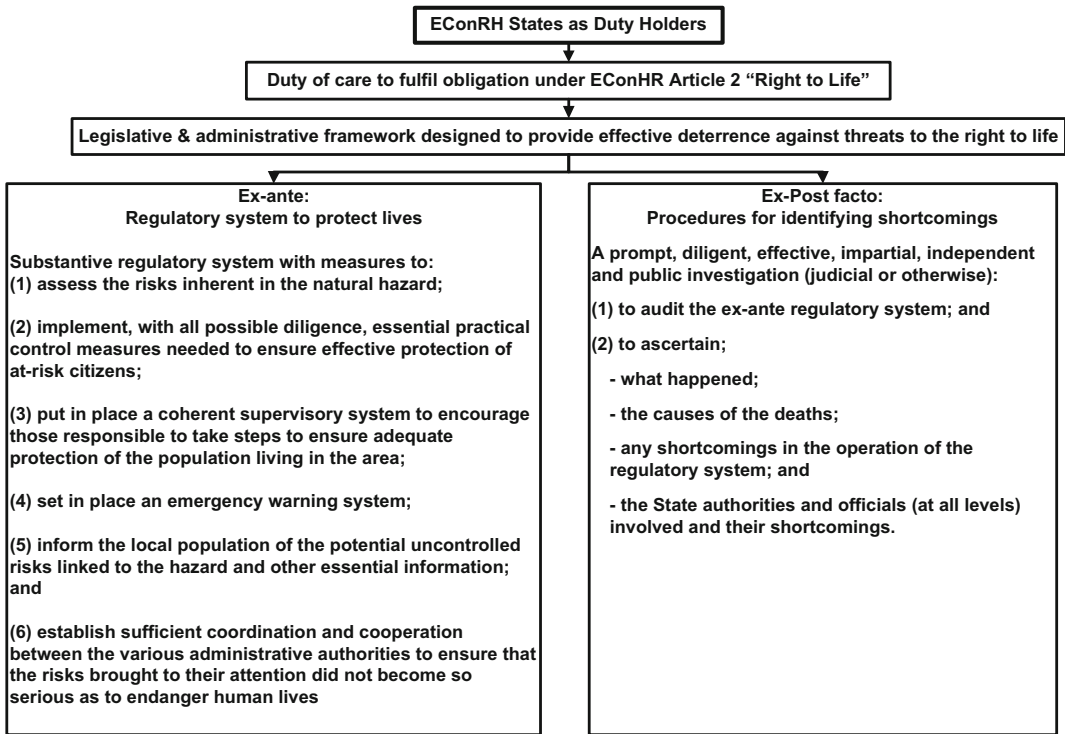 EConRH States as Duty Holders
Duty of care to fulfil obligation under EConHR Article 2 “Right to Life”
Legislative & administrative framework designed to provide effective deterrence against threats to the right to life
Ex-ante:
Regulatory system to protect lives
Substantive regulatory system with measures to:
(1) assess the risks inherent in the natural hazard;
(2) implement, with all possible diligence, essential practical
control measures needed to ensure effective protection of
at-risk citizens;
(3) put in place a coherent supervisory system to encourage
those responsible to take steps to ensure adequate
protection of the population living in the area;
(4) set in place an emergency warning system;
(5) inform the local population of the potential uncontrolled
risks linked to the hazard and other essential information;
and
(6) establish sufficient coordination and cooperation
between the various administrative authorities to ensure that
the risks brought to their attention did not become so
serious as to endanger human lives
Ex-Post facto:
Procedures for identifying shortcomings
A prompt, diligent, effective, impartial, independent
and public investigation (judicial or otherwise):
(1) to audit the ex-ante regulatory system; and
(2) to ascertain;
- what happened;
- the causes of the deaths;
- any shortcomings in the operation of the
regulatory system; and
- the State authorities and officials (at all levels)
involved and their shortcomings.